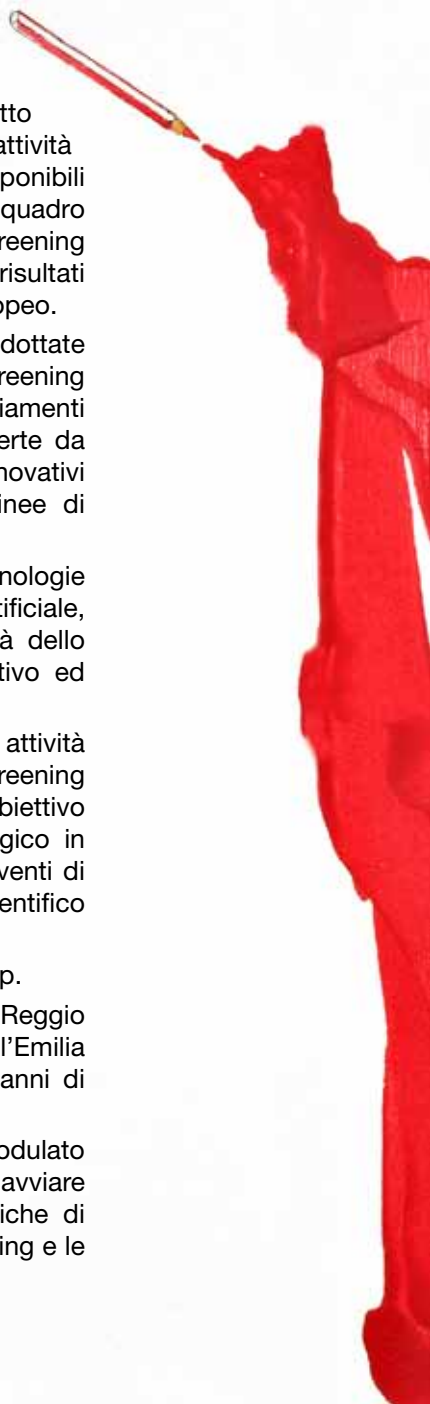 tto
attività
ponibili
quadro
reening
risultati
opeo.
dottate
reening
iamenti
erte da
novativi
inee di
nologie
tificiale,
à dello
tivo ed
attività
reening
biettivo
gico in
venti di
entifico
p.
Reggio
l'Emilia
anni di
odulato
avviare
iche di
ing e le